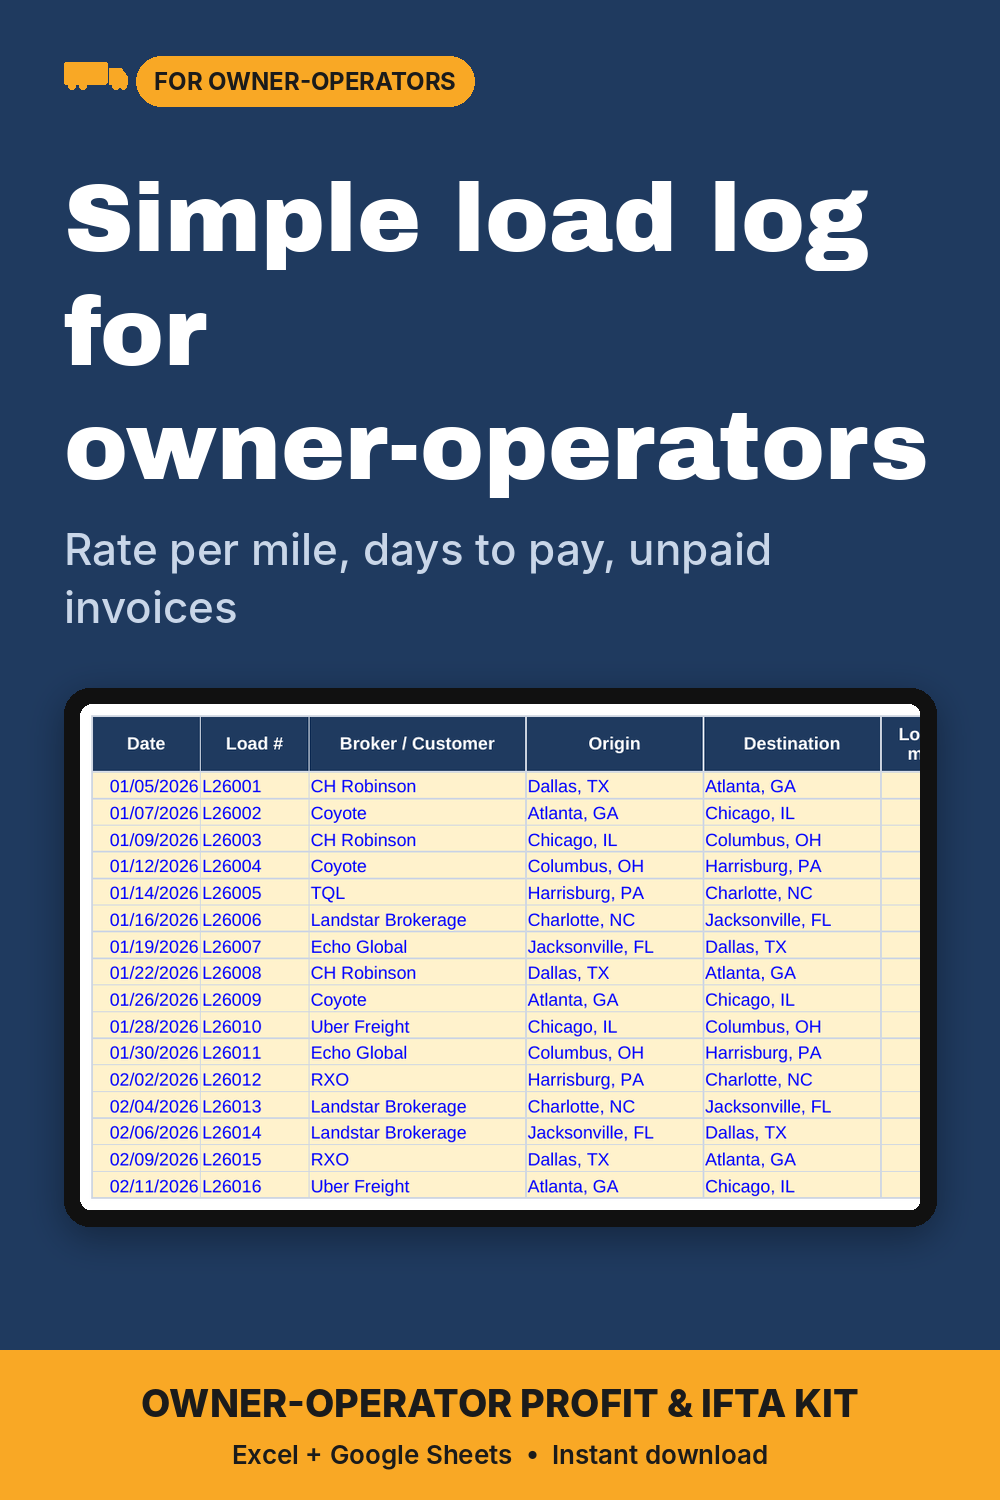 FOR OWNER-OPERATORS
Simple load log
for
owner-operators
Rate per mile, days to pay, unpaid
invoices
Date Load # Broker / Customer Origin Destination
01/05/2026 L26001 CH Robinson Dallas, TX Atlanta, GA
01/07/2026 L26002 Coyote Atlanta, GA Chicago, IL
01/09/2026 L26003 CH Robinson Chicago, IL Columbus, OH
01/12/2026 L26004 Coyote Columbus, OH Harrisburg, PA
01/14/2026 L26005 TQL Harrisburg, PA Charlotte, NC
01/16/2026 L26006 Landstar Brokerage Charlotte, NC Jacksonville, FL
01/19/2026 L26007 Echo Global Jacksonville, FL Dallas, TX
01/22/2026 L26008 CH Robinson Dallas, TX Atlanta, GA
01/26/2026 L26009 Coyote Atlanta, GA Chicago, IL
01/28/2026 L26010 Uber Freight Chicago, IL Columbus, OH
01/30/2026 L26011 Echo Global Columbus, OH Harrisburg, PA
02/02/2026 L26012 RXO Harrisburg, PA Charlotte, NC
02/04/2026 L26013 Landstar Brokerage Charlotte, NC Jacksonville, FL
02/06/2026 L26014 Landstar Brokerage Jacksonville, FL Dallas, TX
02/09/2026 L26015 RXO Dallas, TX Atlanta, GA
02/11/2026 L26016 Uber Freight Atlanta, GA Chicago, IL
OWNER-OPERATOR PROFIT & IFTA KIT
Excel + Google Sheets • Instant download